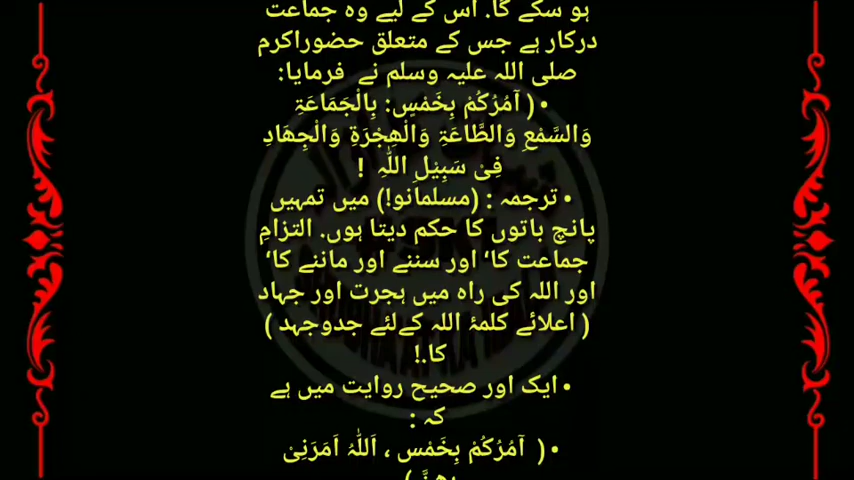 ہو سکے گا. اس کے لیے وہ جماعت
درکار ہے جس کے متعلق حضوراکرم
صلی اللہ علیہ وسلم نے فرمایا:
• ( آمُرُکُمْ بِخَمْسٍ: بِالْجَمَاعَۃِ
وَالسَّمْعِ وَالطَّاعَۃِ وَالْھِجْرَۃِ وَالْجِھَادِ
فِیْ سَبِیْلِ اللّٰہِ !
• ترجمہ : (مسلمانو!) میں تمہیں
پانچ باتوں کا حکم دیتا ہوں. التزامِ
جماعت کا‘ اور سننے اور ماننے کا‘
اور اللہ کی راہ میں ہجرت اور جہاد
( اعلائے کلمۂ اللہ کےلئے جدوجہد )
کا.!
• ایک اور صحیح روایت میں ہے
کہ :
• ( آمُرُکُمْ بِخَمْس ، اَللّٰہُ اَمَرَنِیْ